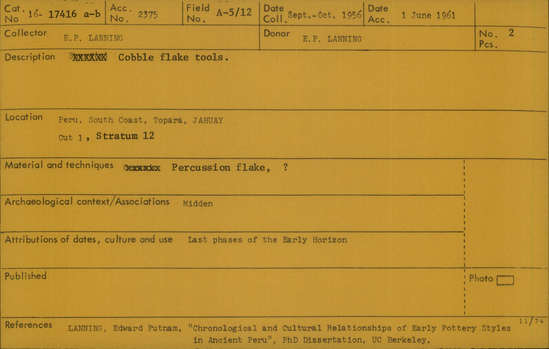 Cat. No 16- 17416 a-b Acc. No. 2375 Field No. A-5/12 Date Coll. Sept.-Oct. 1956 Date Acc. 1 June 1961
Collector E.P. LANNING Donor E.P. LANNING No. Pcs. 2
Description Cobble flake tools.
Location Peru, South Coast, Topara, JAHUAY
Cut 1, Stratum 12
Material and techniques Percussion flake, ?
Archaeological context/Associations Midden
Attributions of dates, culture and use Last phases of the Early Horizon
Published Photo
11/74
References LANNING, Edward Putnam, "Chronological and Cultural Relationships of Early Pottery Styles
in Ancient Peru", PhD Dissertation, UC Berkeley.